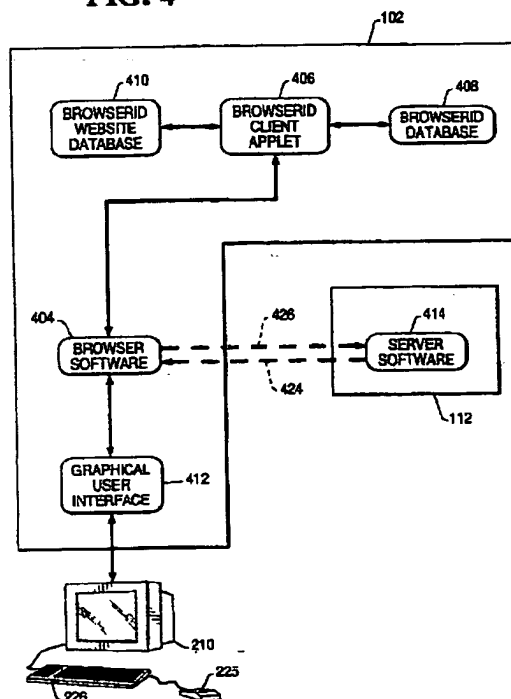 FIG. 4
102
410
406
408
BROWSERID
WEBSITE
DATABASE
BROWSERID
CLIENT
APPLET
BROWSERID
DATABASE
404
BROWSER
SOFTWARE
426
424
414
SERVER
SOFTWARE
112
GRAPHICAL
USER
INTERFACE
412
210
226
225